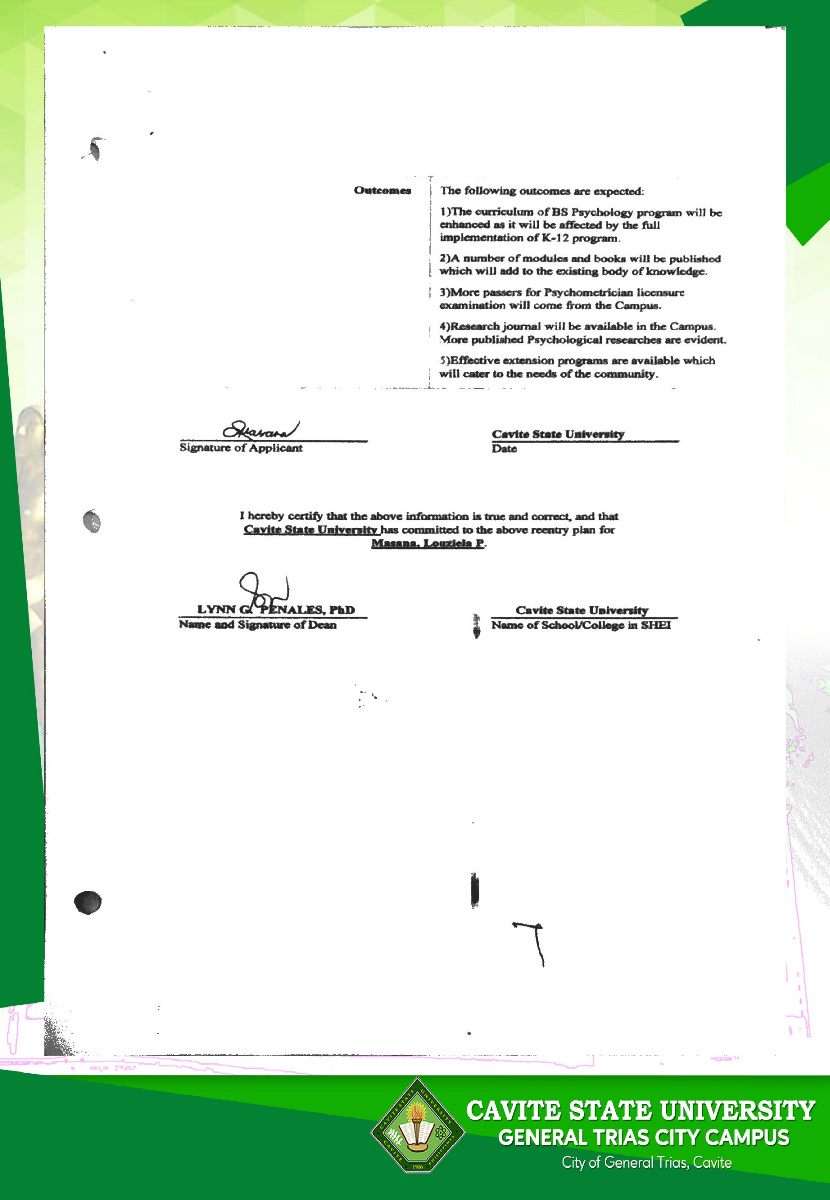 Outcomes
The following outcomes are expected:
1)The curriculum of BS Psychology program will be
enhanced as it will be affected by the full
implementation of K-12 program.
2)A number of modules and books will be published
which will add to the existing body of knowledge.
3)More passers for Psychometrician licensure
examination will come from the Campus.
4)Research journal will be available in the Campus.
More published Psychological researches are evident.
5)Effective extension programs are available which
will cater to the needs of the community.
Signature of Applicant
Cavite State University
Date
I hereby certify that the above information is true and correct, and that
Cavite State University has committed to the above reentry plan for
Masana, Louziela P.
LYNN G. PENALES, PhD
Name and Signature of Dean
Cavite State University
Name of School/College in SHEI
7
CAVITE STATE UNIVERSITY
GENERAL TRIAS CITY CAMPUS
City of General Trias, Cavite
1906